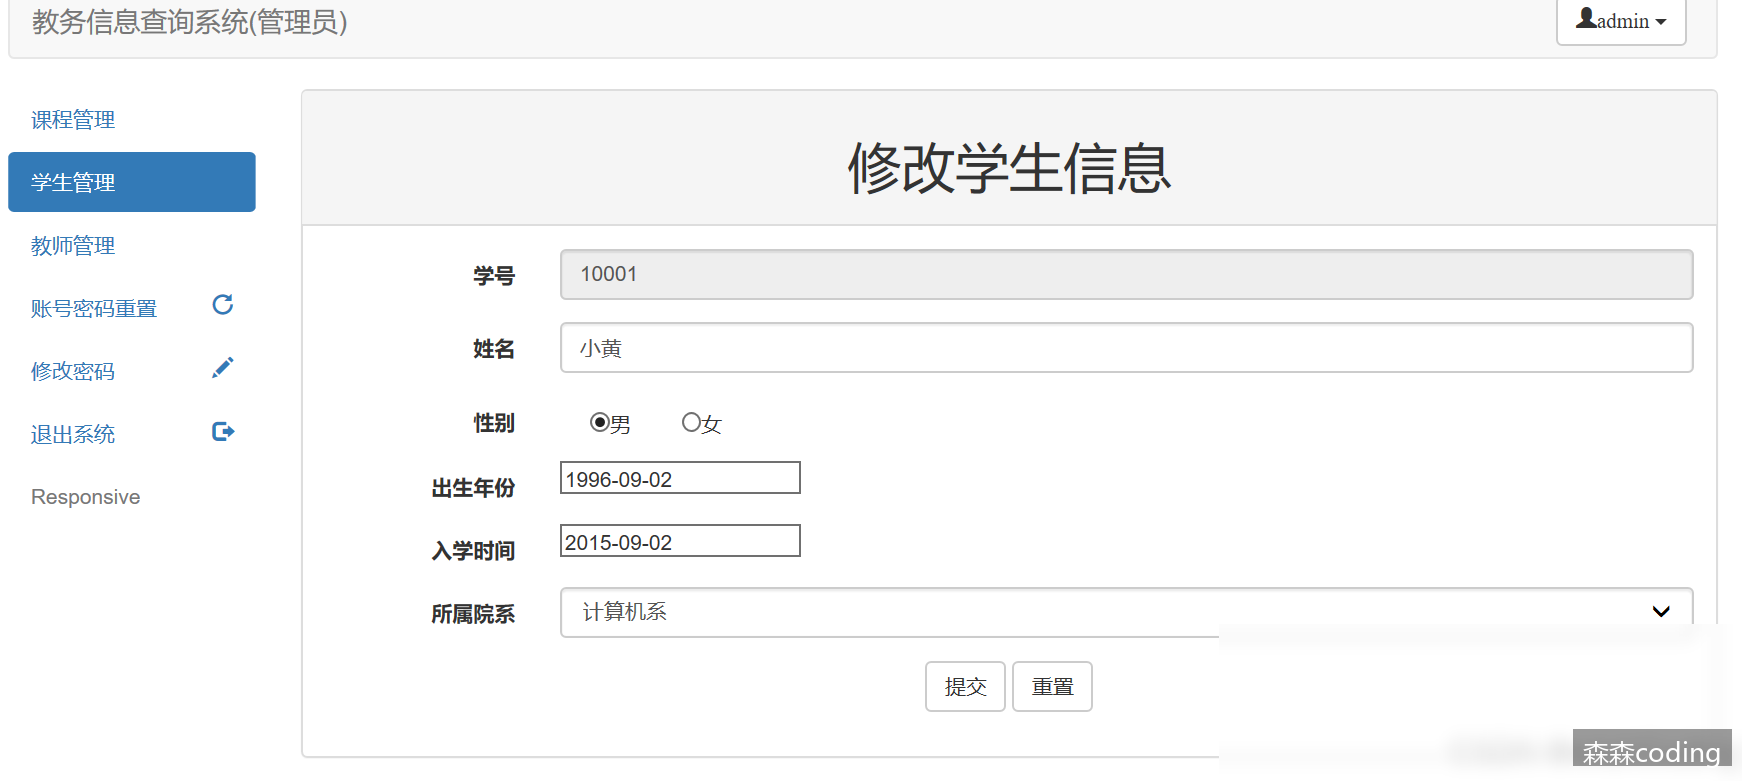 教务信息查询系统(管理员)
admin
课程管理
学生管理
教师管理
账号密码重置
修改密码
退出系统
Responsive
修改学生信息
学号 10001
姓名 小黄
性别 男 女
出生年份 1996-09-02
入学时间 2015-09-02
所属院系 计算机系
提交 重置
森森coding